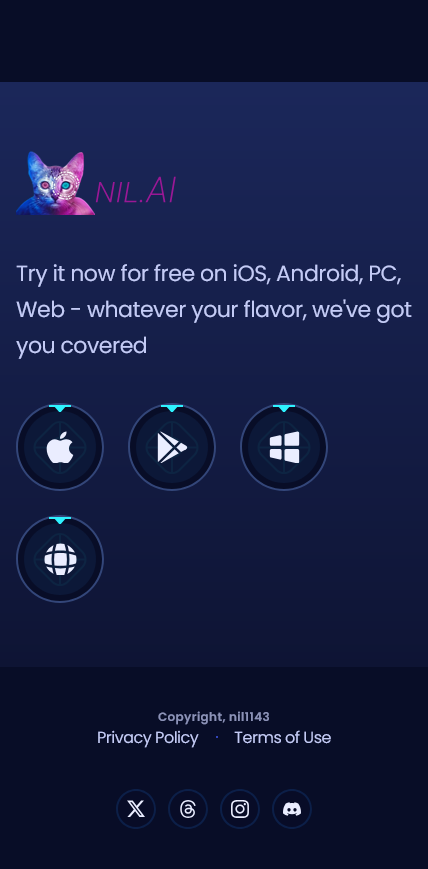 NIL.AI
Try it now for free on iOS, Android, PC,
Web - whatever your flavor, we've got
you covered
Copyright, nil1143
Privacy Policy · Terms of Use